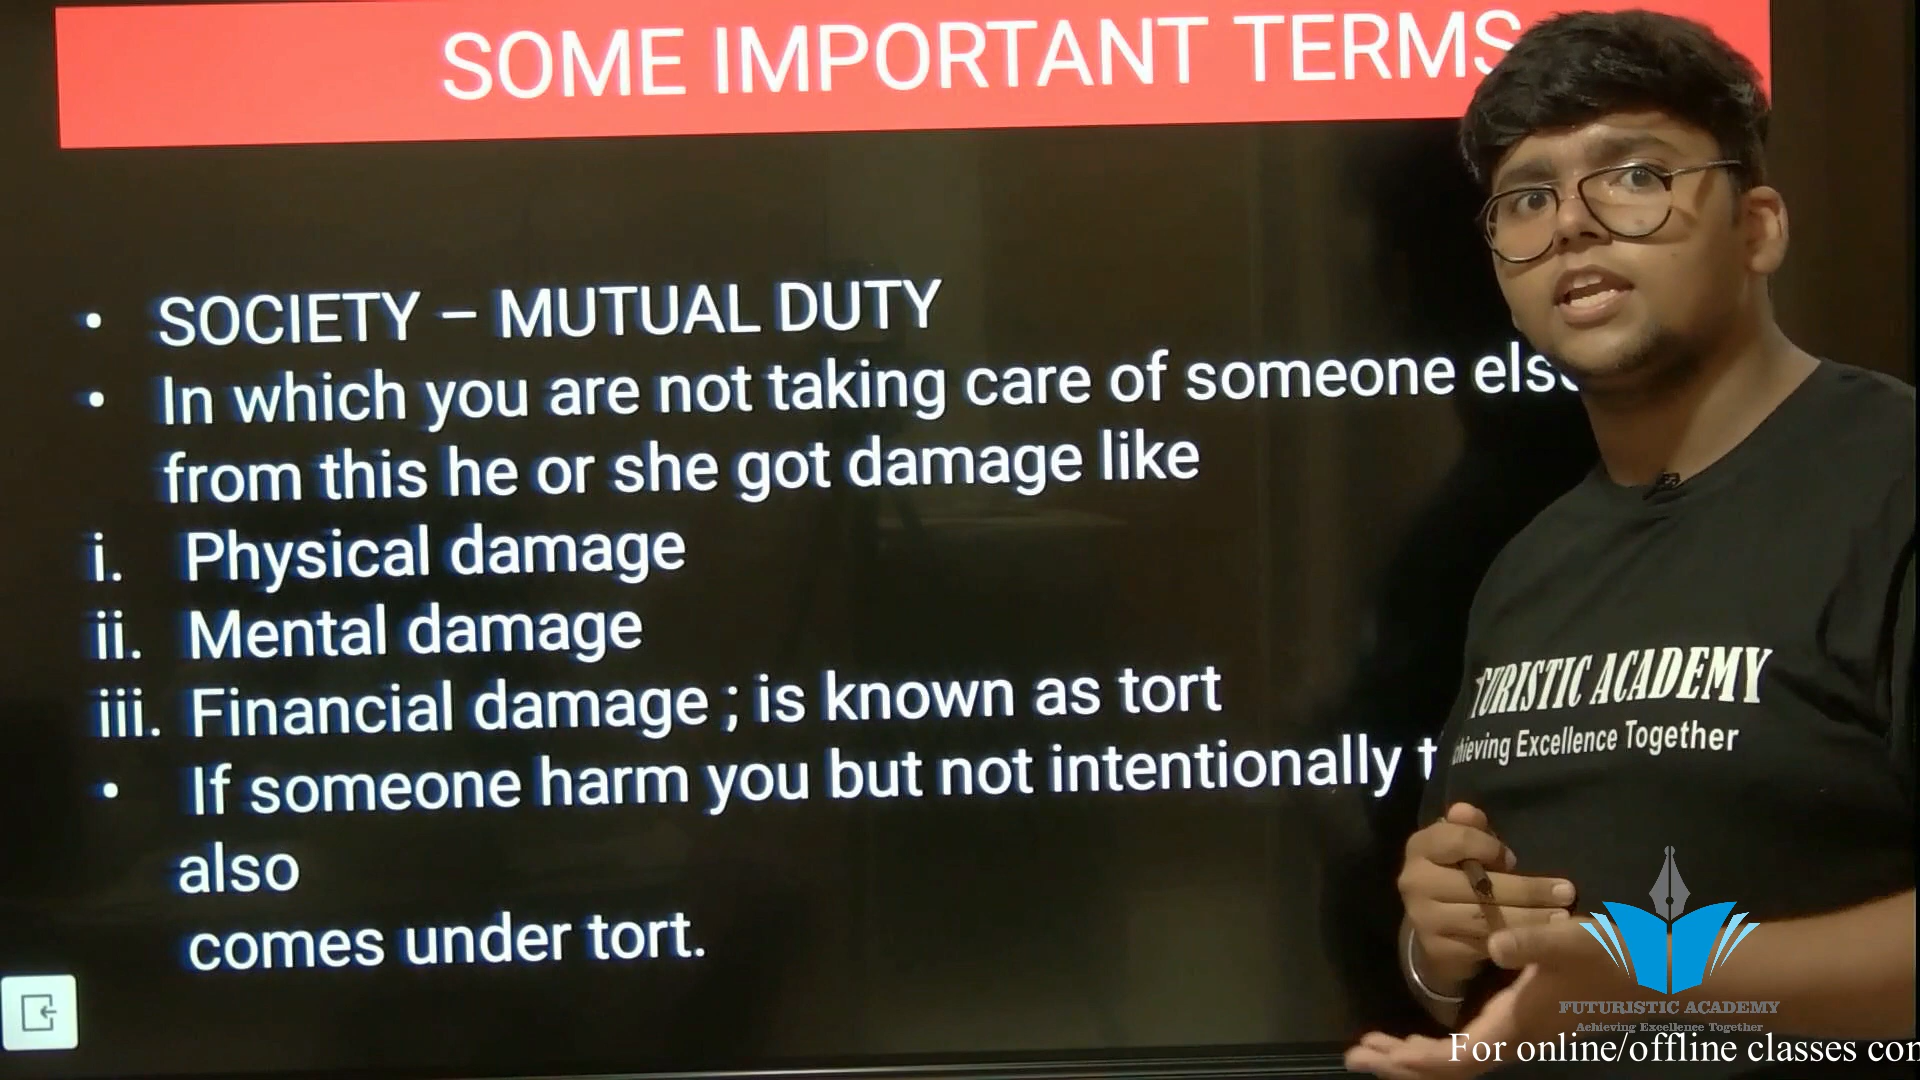 SOME IMPORTANT TERMS
• SOCIETY – MUTUAL DUTY
• In which you are not taking care of someone
from this he or she got damage like
i. Physical damage
ii. Mental damage
iii. Financial damage ; is known as tort
• If someone harm you but not intentionally
also
comes under tort.
ACADEMY
Excellence Together
FUTURISTIC ACADEMY
Achieving Excellence Together
For online/offline classes